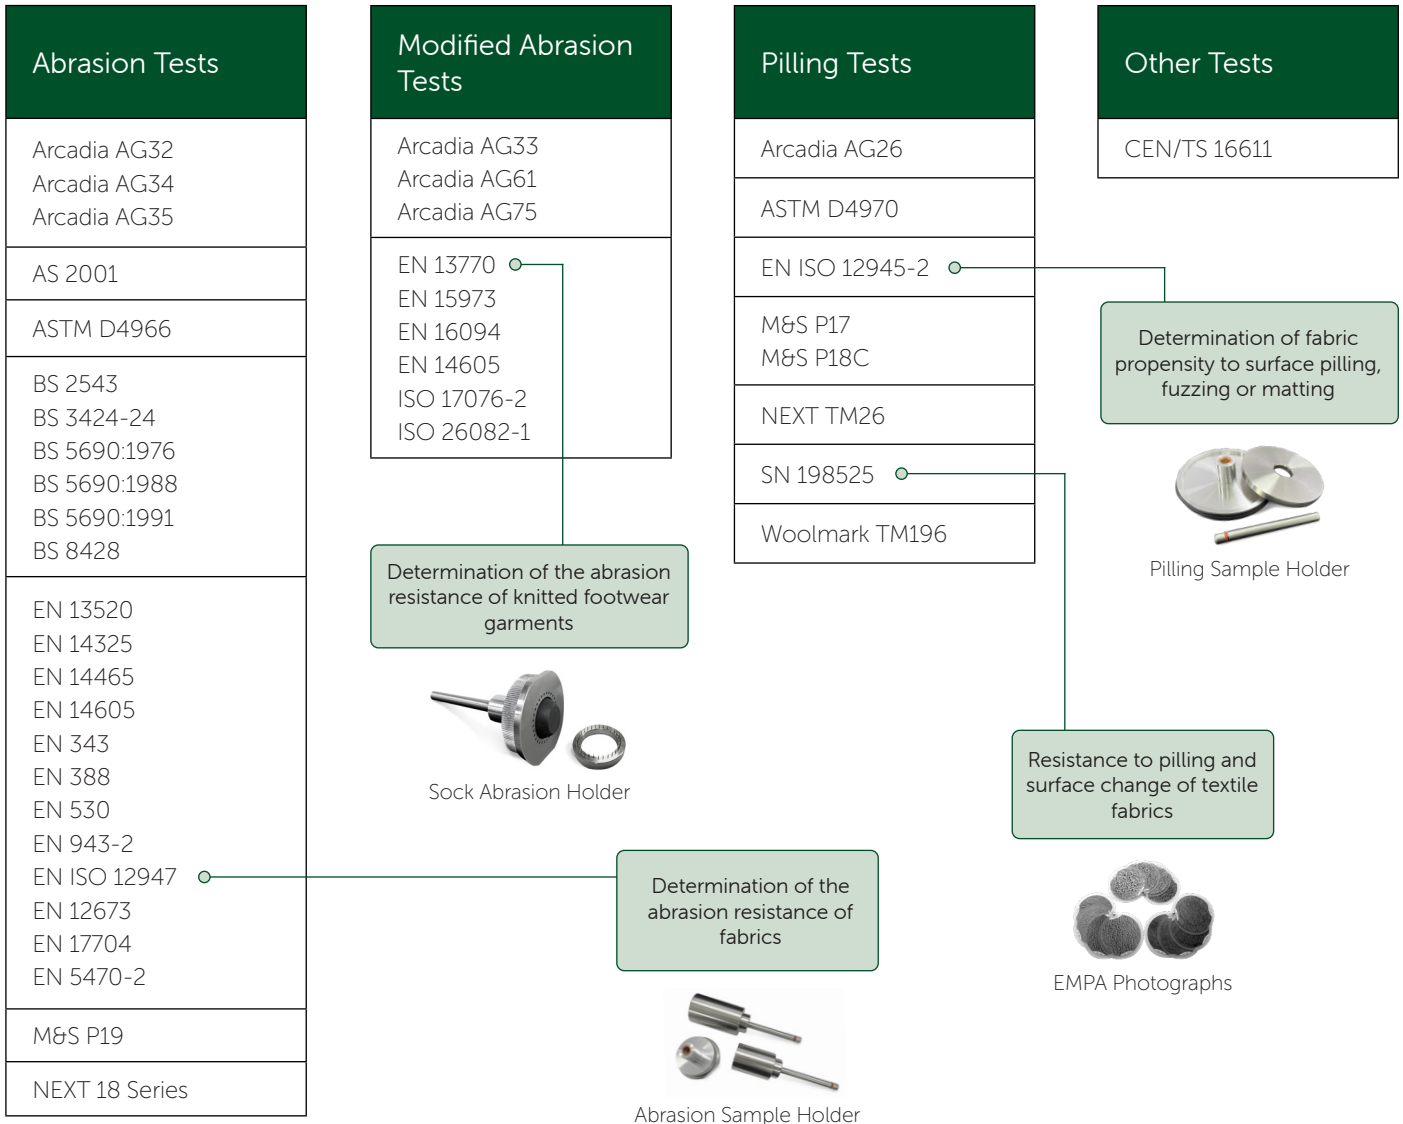 Abrasion Tests
Arcadia AG32
Arcadia AG34
Arcadia AG35
AS 2001
ASTM D4966
BS 2543
BS 3424-24
BS 5690:1976
BS 5690:1988
BS 5690:1991
BS 8428
EN 13520
EN 14325
EN 14465
EN 14605
EN 343
EN 388
EN 530
EN 943-2
EN ISO 12947
EN 12673
EN 17704
EN 5470-2
M&S P19
NEXT 18 Series
Modified Abrasion
Tests
Arcadia AG33
Arcadia AG61
Arcadia AG75
EN 13770
EN 15973
EN 16094
EN 14605
ISO 17076-2
ISO 26082-1
Determination of the abrasion
resistance of knitted footwear
garments
Sock Abrasion Holder
Determination of the
abrasion resistance of
fabrics
Abrasion Sample Holder
Pilling Tests
Arcadia AG26
ASTM D4970
EN ISO 12945-2
M&S P17
M&S P18C
NEXT TM26
SN 198525
Woolmark TM196
Other Tests
CEN/TS 16611
Determination of fabric
propensity to surface pilling,
fuzzing or matting
Pilling Sample Holder
Resistance to pilling and
surface change of textile
fabrics
EMPA Photographs